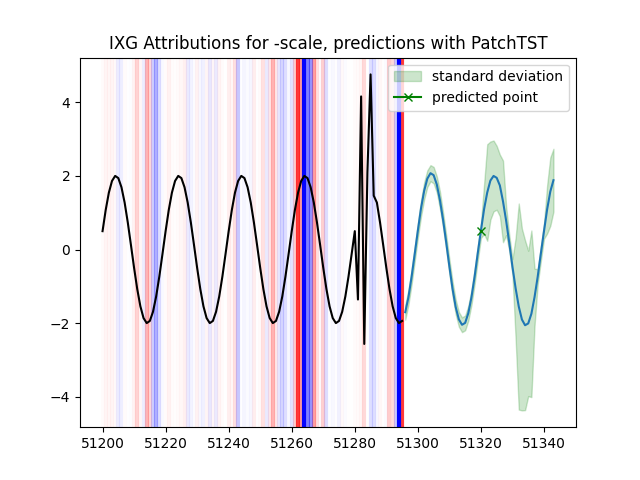 IXG Attributions for -scale, predictions with PatchTST
standard deviation
predicted point
4
2
0
−2
−4
51200 51220 51240 51260 51280 51300 51320 51340